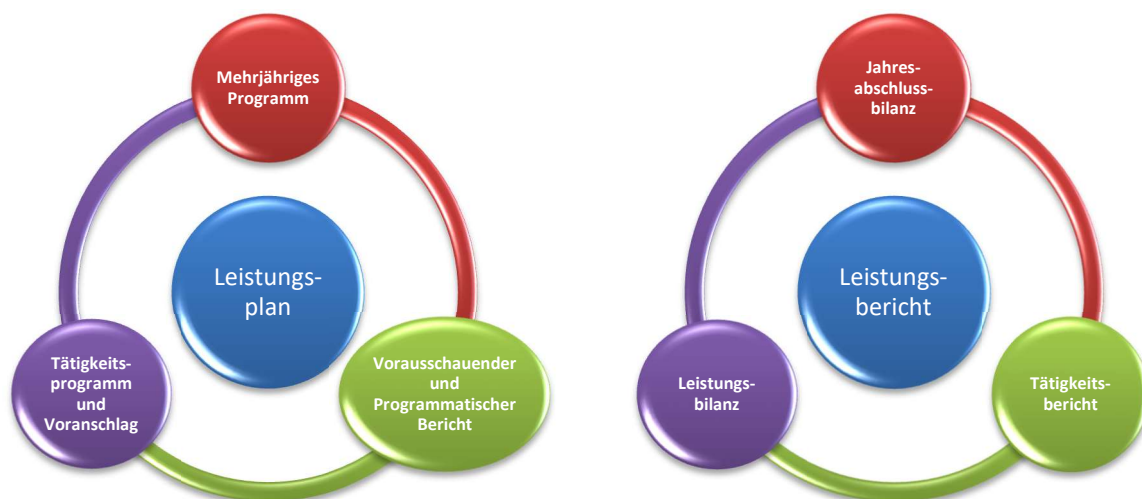 Mehrjähriges
Programm
Leistungs-
plan
Tätigkeits-
programm
und
Voranschlag
Vorausschauender
und
Programmatischer
Bericht
Jahres-
abschluss-
bilanz
Leistungs-
bericht
Leistungs-
bilanz
Tätigkeits-
bericht